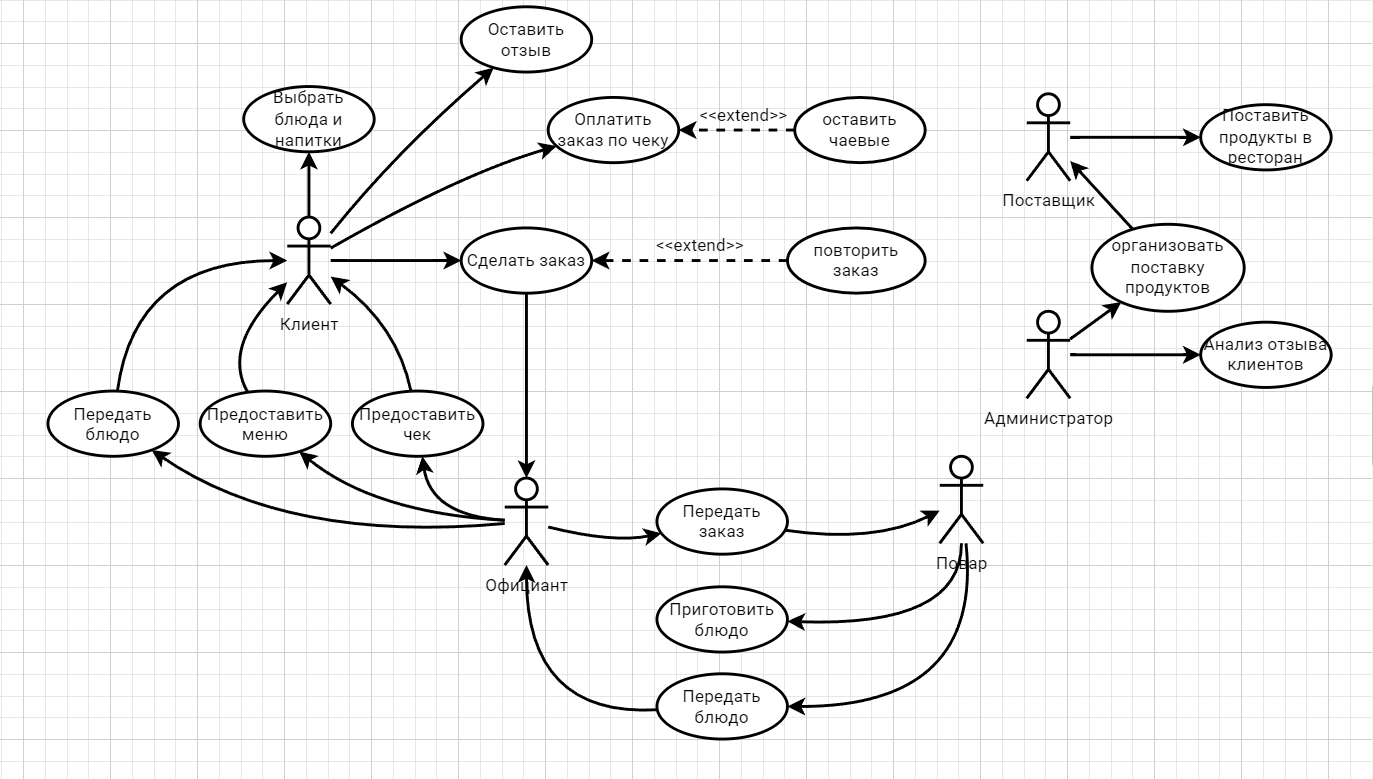 Оставить
отзыв
Выбрать
блюда и
напитки
Оплатить
заказ по чеку
<<extend>>
оставить
чаевые
Поставить
продукты в
ресторан
Поставщик
Сделать заказ
<<extend>>
повторить
заказ
организовать
поставку
продуктов
Клиент
Анализ отзыва
клиентов
Администратор
Передать
блюдо
Предоставить
меню
Предоставить
чек
Передать
заказ
Повар
Официант
Приготовить
блюдо
Передать
блюдо